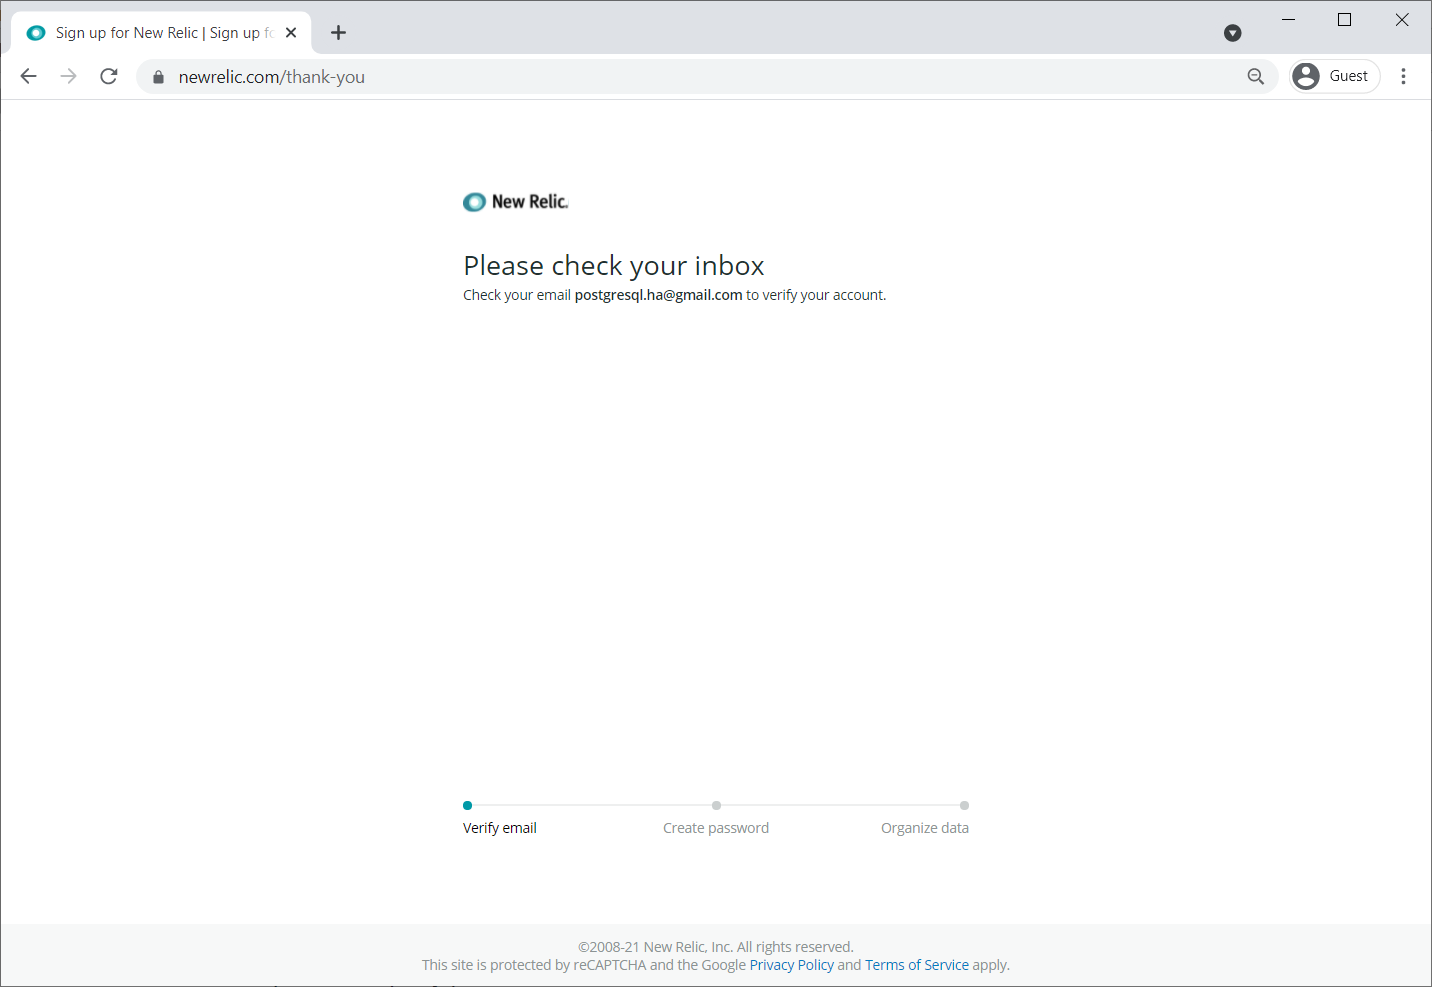 Sign up for New Relic | Sign up fo
newrelic.com/thank-you
Guest
New Relic.
Please check your inbox
Check your email postgresql.ha@gmail.com to verify your account.
Verify email
Create password
Organize data
©2008-21 New Relic, Inc. All rights reserved.
This site is protected by reCAPTCHA and the Google Privacy Policy and Terms of Service apply.